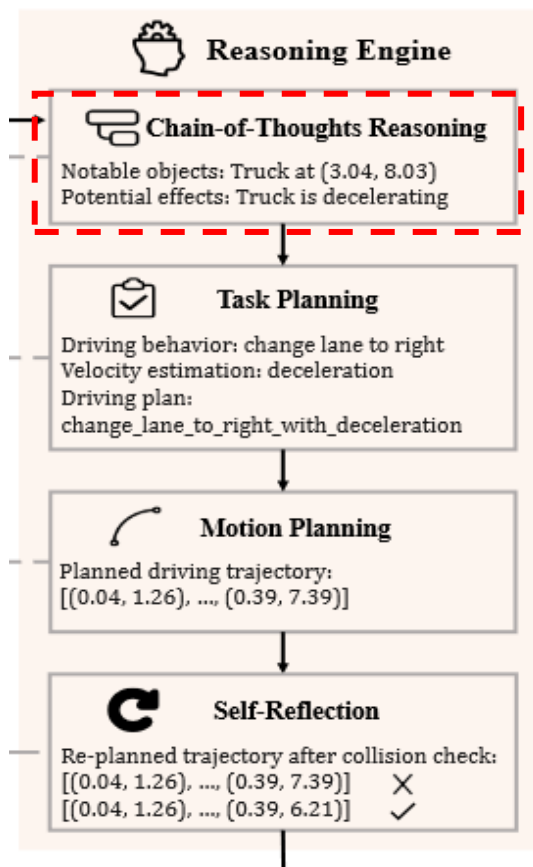 Reasoning Engine
Chain-of-Thoughts Reasoning
Notable objects: Truck at (3.04, 8.03)
Potential effects: Truck is decelerating
Task Planning
Driving behavior: change lane to right
Velocity estimation: deceleration
Driving plan:
change_lane_to_right_with_deceleration
Motion Planning
Planned driving trajectory:
[(0.04, 1.26), ..., (0.39, 7.39)]
Self-Reflection
Re-planned trajectory after collision check:
[(0.04, 1.26), ..., (0.39, 7.39)]
[(0.04, 1.26), ..., (0.39, 6.21)]